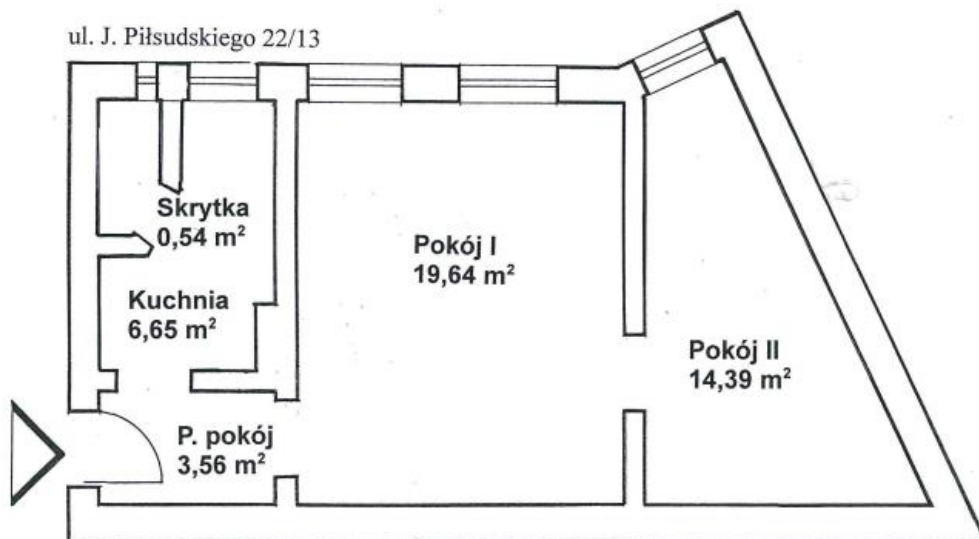 ul. J. Piłsudskiego 22/13
Skrytka
0,54 m²
Pokój I
19,64 m²
Kuchnia
6,65 m²
Pokój II
14,39 m²
P. pokój
3,56 m²